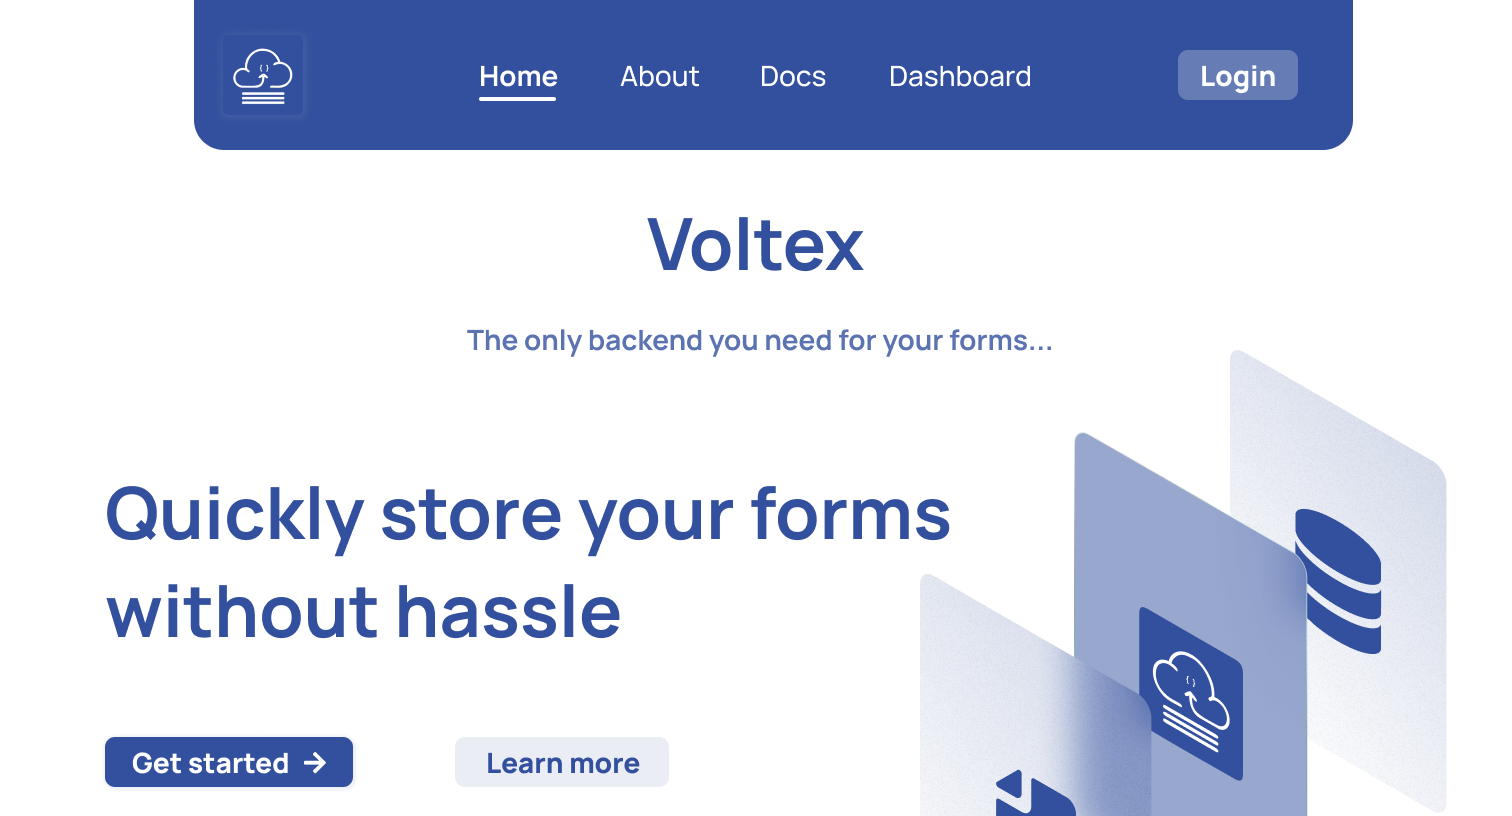 Home About Docs Dashboard Login
Voltex
The only backend you need for your forms...
Quickly store your forms
without hassle
Get started Learn more